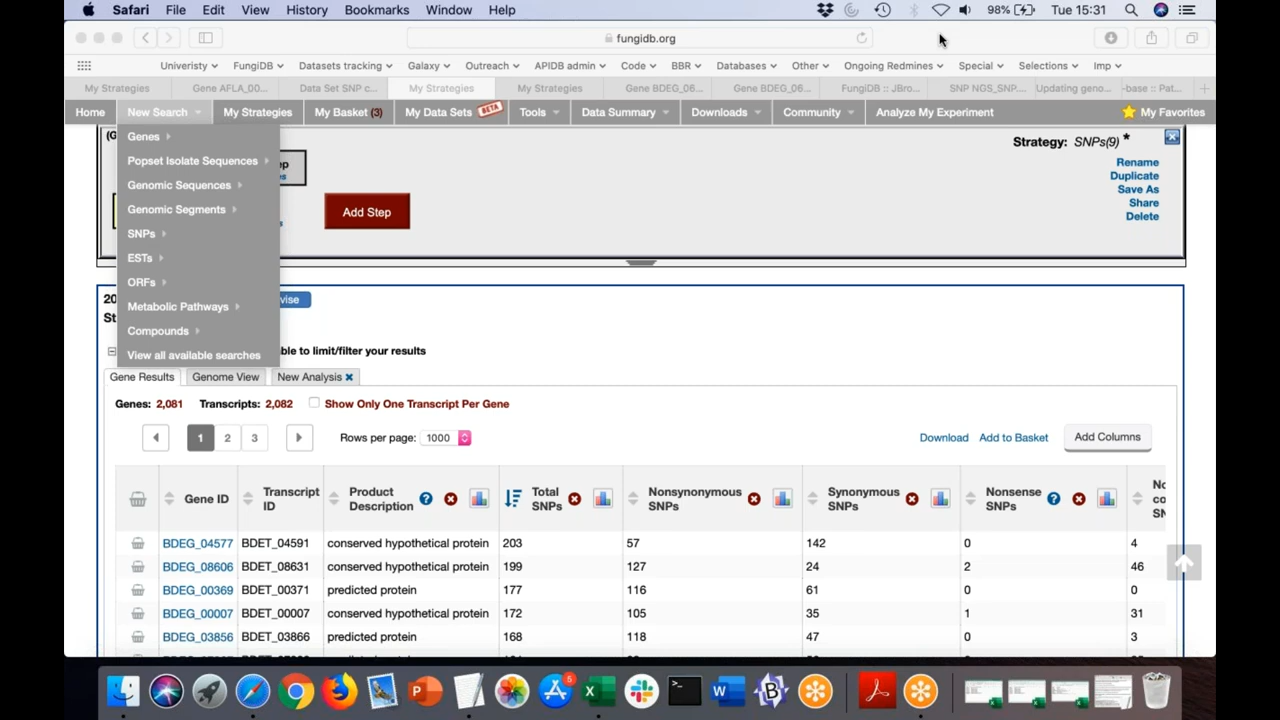 Safari File Edit View History Bookmarks Window Help 98% Tue 15:31
fungidb.org
Univeristy FungiDB Datasets tracking Galaxy Outreach APIDB admin Code BBR Databases Other Ongoing Redmines Special Selections Imp
My Strategies Gene AFLA_00... Data Set SNP c... My Strategies My Strategies Gene BDEG_06... Gene BDEG_06... FungiDB :: JBro... SNP NGS_SNP.... Updating geno... -base :: Pat...
Home New Search My Strategies My Basket (3) My Data Sets BETA Tools Data Summary Downloads Community Analyze My Experiment My Favorites
(G
Strategy: SNPs(9) *
Genes
Popset Isolate Sequences
Genomic Sequences
Genomic Segments
SNPs
ESTs
ORFs
Metabolic Pathways
Compounds
View all available searches
ep
Add Step
Rename
Duplicate
Save As
Share
Delete
20
vise
St
ble to limit/filter your results
Gene Results Genome View New Analysis
Genes: 2,081 Transcripts: 2,082 Show Only One Transcript Per Gene
1 2 3 Rows per page: 1000 Download Add to Basket Add Columns
Gene ID Transcript ID Product Description Total SNPs Nonsynonymous SNPs Synonymous SNPs Nonsense SNPs
BDEG_04577 BDET_04591 conserved hypothetical protein 203 57 142 0 4
BDEG_08606 BDET_08631 conserved hypothetical protein 199 127 24 2 46
BDEG_00369 BDET_00371 predicted protein 177 116 61 0 0
BDEG_00007 BDET_00007 conserved hypothetical protein 172 105 35 1 31
BDEG_03856 BDET_03866 predicted protein 168 118 47 0 3